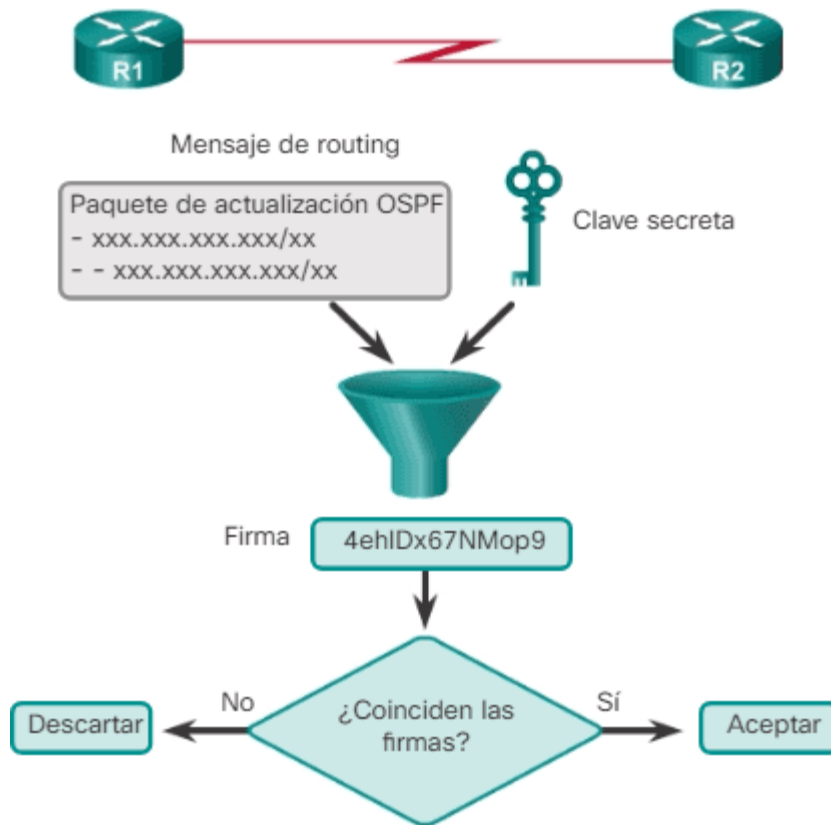 R1
R2
Mensaje de routing
Paquete de actualización OSPF
- xxx.xxx.xxx.xxx/xx
- - xxx.xxx.xxx.xxx/xx
Clave secreta
Firma
4ehIDx67NMop9
No
¿Coinciden las
firmas?
Sí
Descartar
Aceptar